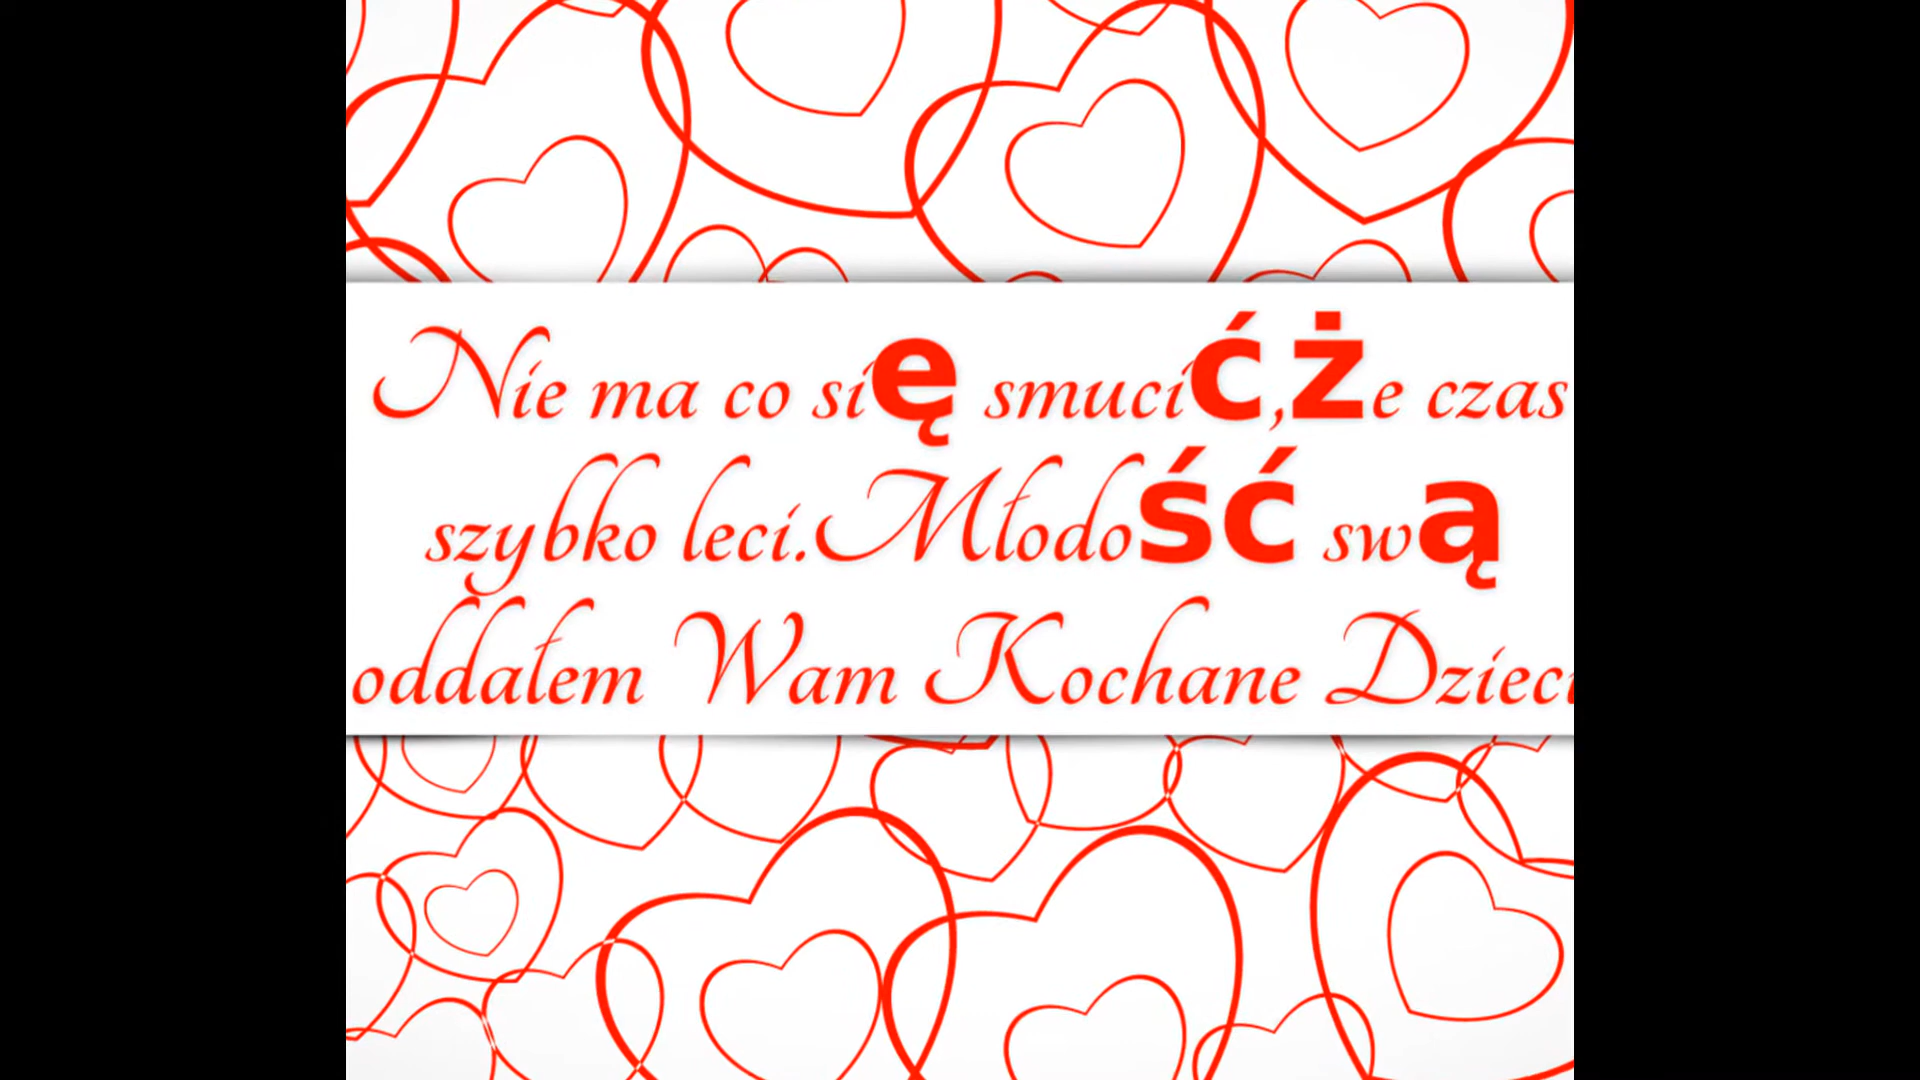 Nie ma co się smucić,że czas
szybko leci.Młodość swą
oddałem Wam Kochane Dzieci